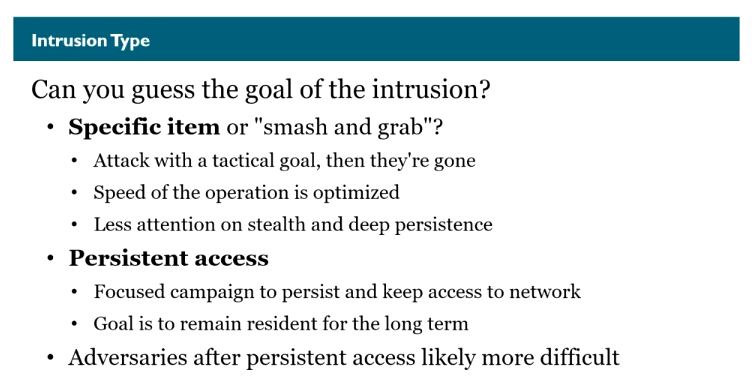 Intrusion Type
Can you guess the goal of the intrusion?
• Specific item or "smash and grab"?
• Attack with a tactical goal, then they're gone
• Speed of the operation is optimized
• Less attention on stealth and deep persistence
• Persistent access
• Focused campaign to persist and keep access to network
• Goal is to remain resident for the long term
• Adversaries after persistent access likely more difficult